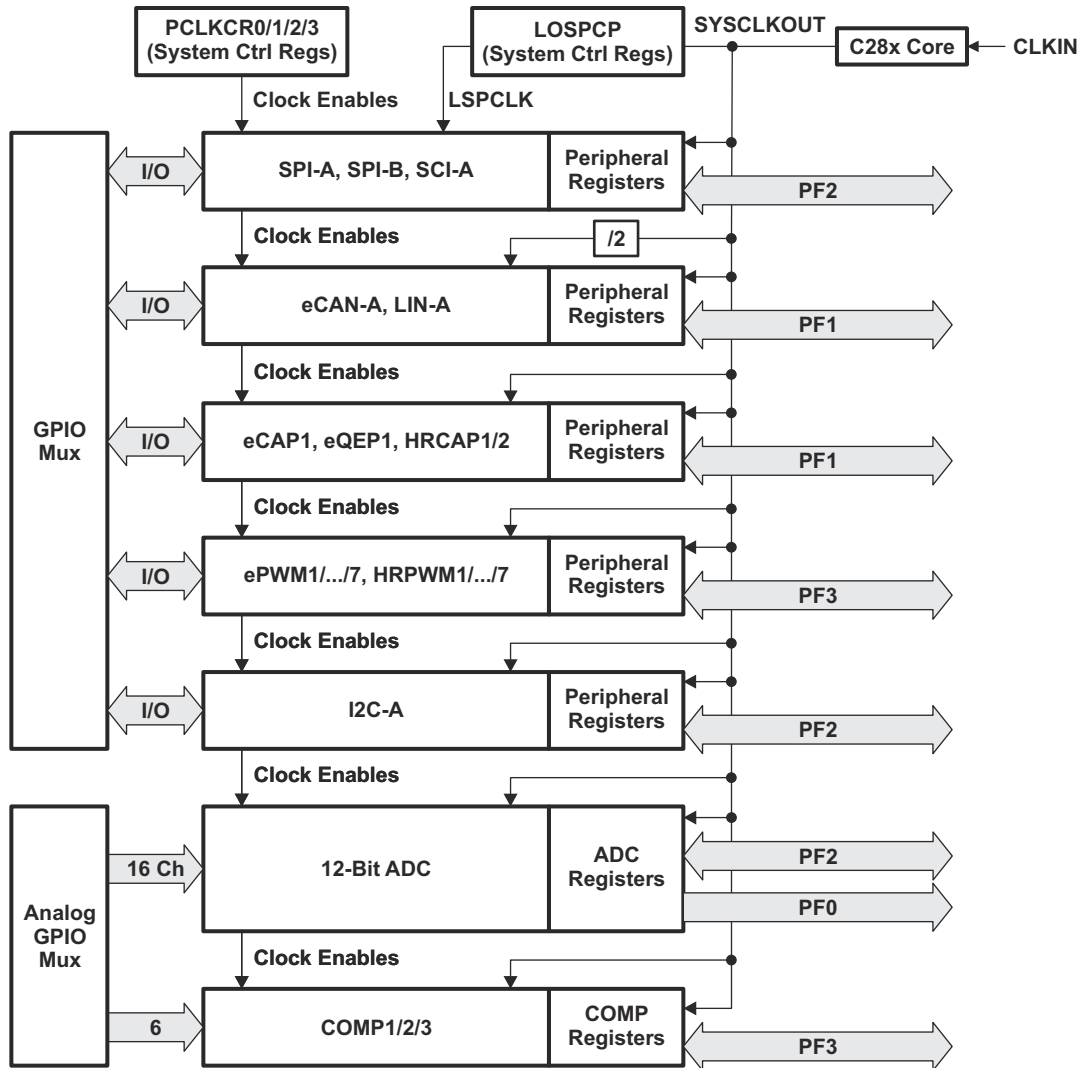 PCLKCR0/1/2/3
(System Ctrl Regs)
LOSPCP
(System Ctrl Regs)
SYSCLKOUT
C28x Core
CLKIN
Clock Enables
LSPCLK
I/O
SPI-A, SPI-B, SCI-A
Peripheral
Registers
PF2
Clock Enables
/2
I/O
eCAN-A, LIN-A
Peripheral
Registers
PF1
Clock Enables
GPIO
Mux
I/O
eCAP1, eQEP1, HRCAP1/2
Peripheral
Registers
PF1
Clock Enables
I/O
ePWM1/.../7, HRPWM1/.../7
Peripheral
Registers
PF3
Clock Enables
I/O
I2C-A
Peripheral
Registers
PF2
Clock Enables
Analog
GPIO
Mux
16 Ch
12-Bit ADC
ADC
Registers
PF2
PF0
Clock Enables
6
COMP1/2/3
COMP
Registers
PF3